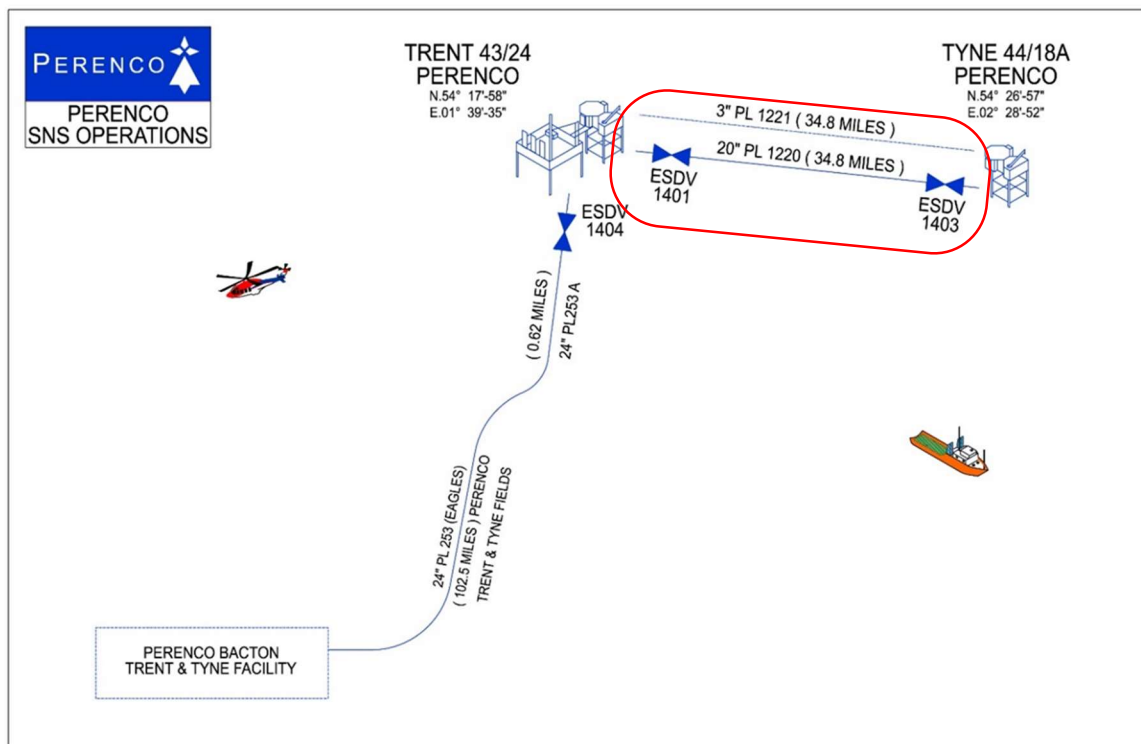 PERENCO
PERENCO
SNS OPERATIONS
TRENT 43/24
PERENCO
N.54° 17'-58"
E.01° 39'-35"
TYNE 44/18A
PERENCO
N.54° 26'-57"
E.02° 28'-52"
3" PL 1221 ( 34.8 MILES )
20" PL 1220 ( 34.8 MILES )
ESDV
1401
ESDV
1403
ESDV
1404
( 0.62 MILES )
24" PL253 A
24" PL 253 (EAGLES)
( 102.5 MILES ) PERENCO
TRENT & TYNE FIELDS
PERENCO BACTON
TRENT & TYNE FACILITY